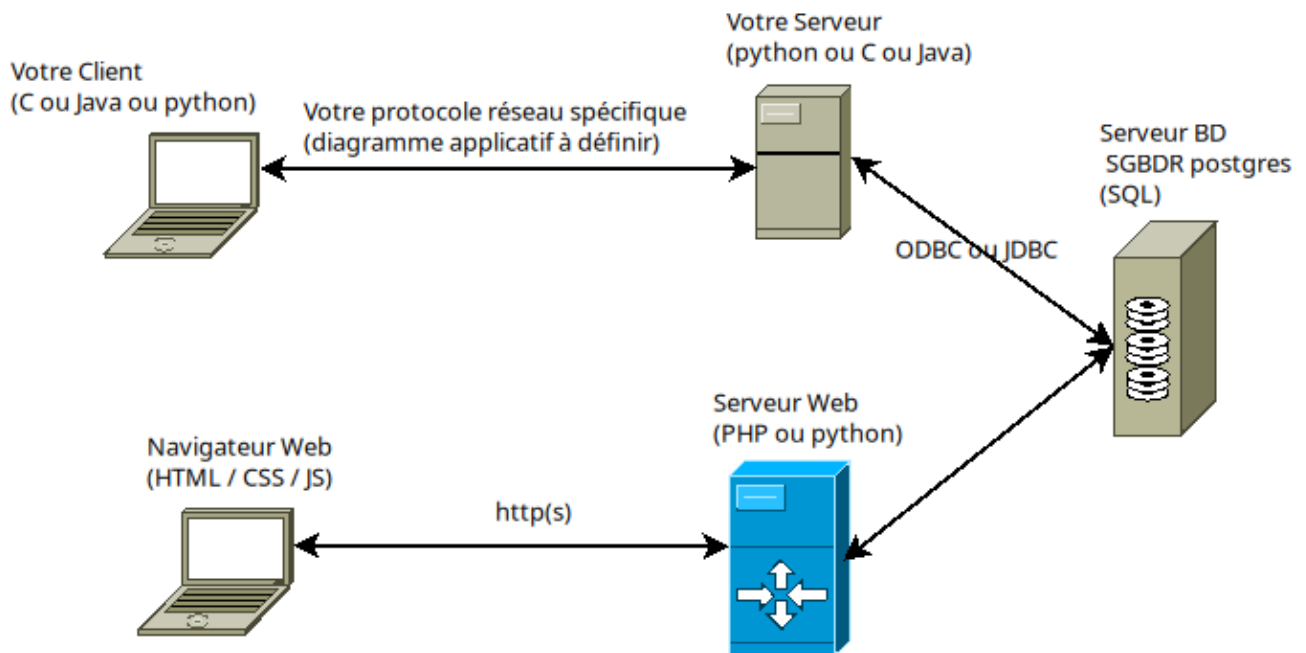 Votre Client
(C ou Java ou python)
Votre protocole réseau spécifique
(diagramme applicatif à définir)
Votre Serveur
(python ou C ou Java)
Serveur BD
SGBDR postgres
(SQL)
ODBC ou JDBC
Navigateur Web
(HTML / CSS / JS)
http(s)
Serveur Web
(PHP ou python)